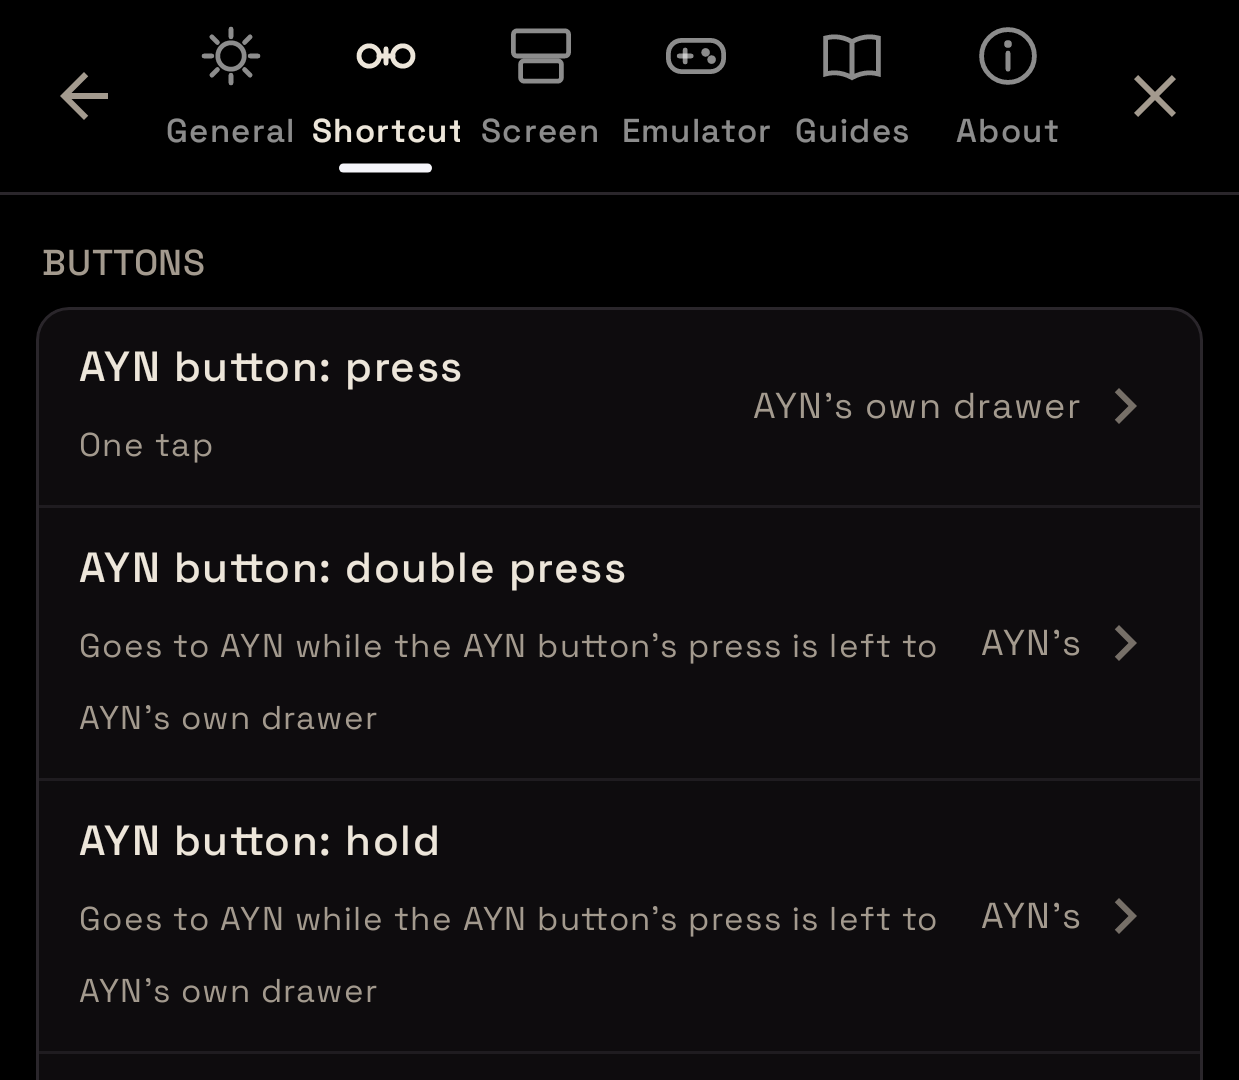 General Shortcut Screen Emulator Guides About
BUTTONS
AYN button: press
One tap
AYN's own drawer
AYN button: double press
Goes to AYN while the AYN button's press is left to
AYN's own drawer
AYN's
AYN button: hold
Goes to AYN while the AYN button's press is left to
AYN's own drawer
AYN's